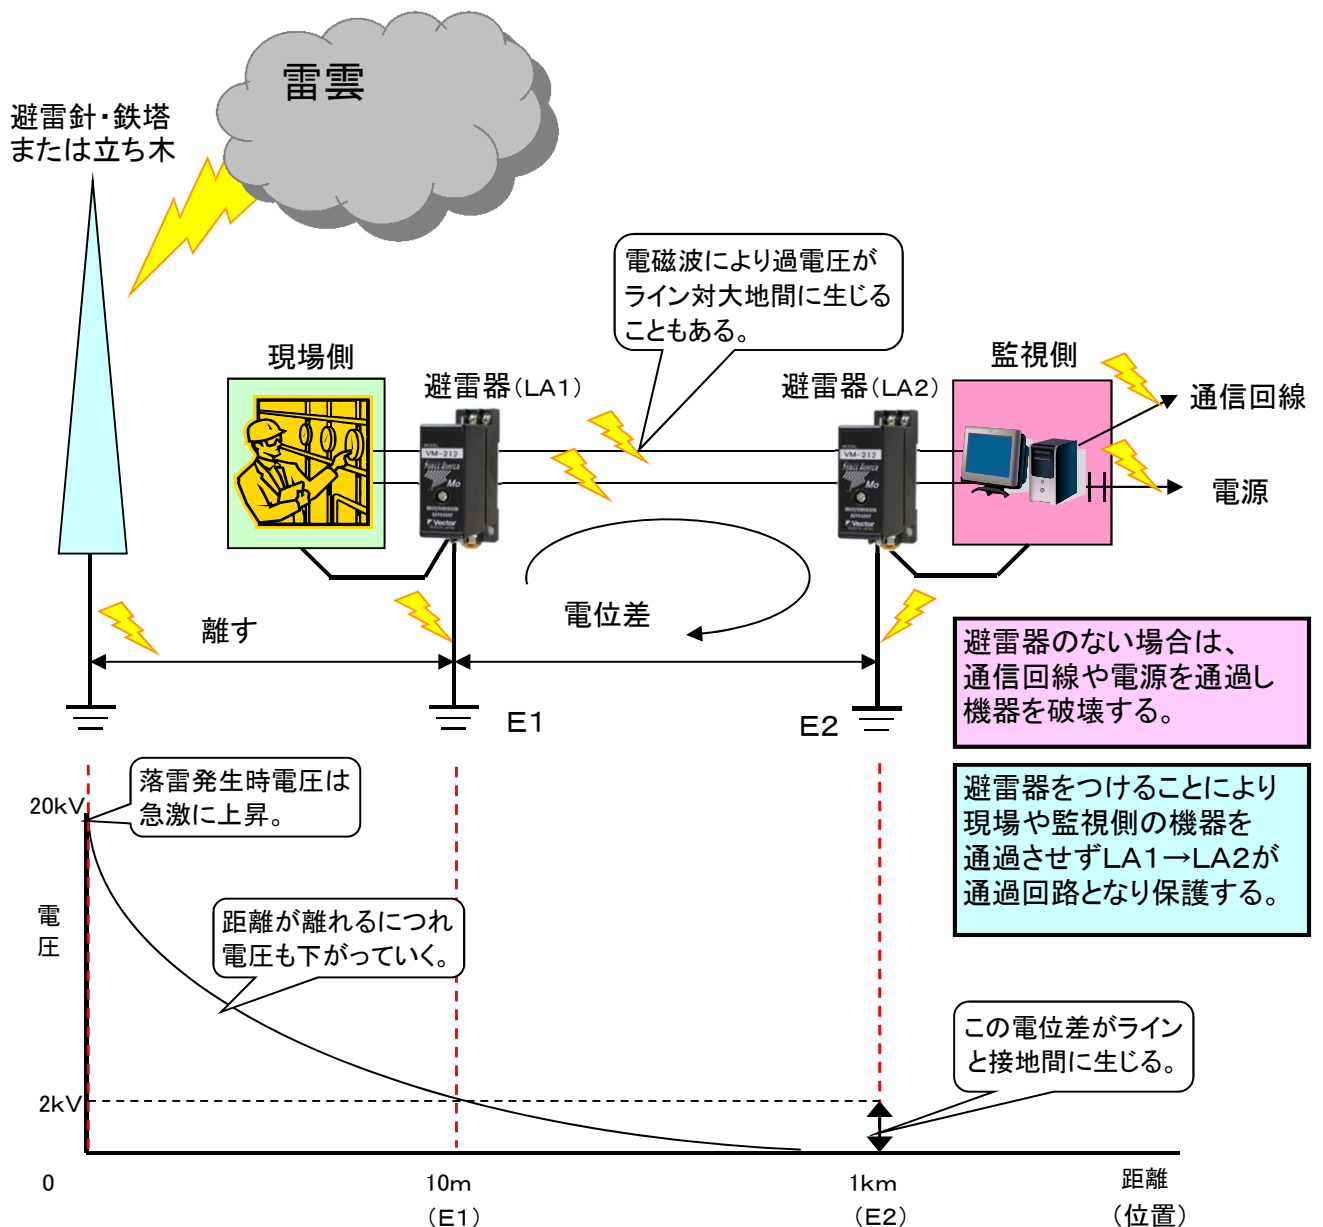 雷雲
避雷針・鉄塔
または立ち木
電磁波により過電圧が
ライン対大地間に生じる
こともある。
現場側
避雷器(LA1)
避雷器(LA2)
監視側
通信回線
電源
VM-212
Mo
Vector
VM-212
Mo
Vector
離す
電位差
E1
E2
避雷器のない場合は、
通信回線や電源を通過し
機器を破壊する。
避雷器をつけることにより
現場や監視側の機器を
通過させずLA1→LA2が
通過回路となり保護する。
落雷発生時電圧は
急激に上昇。
20kV
電
圧
距離が離れるにつれ
電圧も下がっていく。
この電位差がライン
と接地間に生じる。
2kV
0
10m
(E1)
1km
(E2)
距離
(位置)